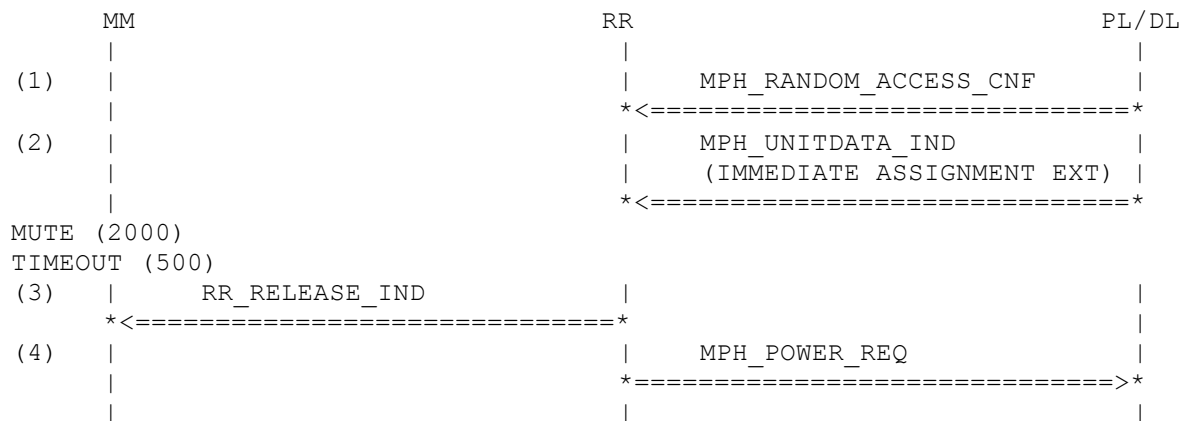 MM RR PL/DL
| | |
(1) | | MPH_RANDOM_ACCESS_CNF |
| *<==============================*
(2) | | MPH_UNITDATA_IND |
| | (IMMEDIATE ASSIGNMENT EXT) |
| *<==============================*
MUTE (2000)
TIMEOUT (500)
(3) | RR_RELEASE_IND | |
*<==============================* |
(4) | | MPH_POWER_REQ |
| *==============================>*
| | |